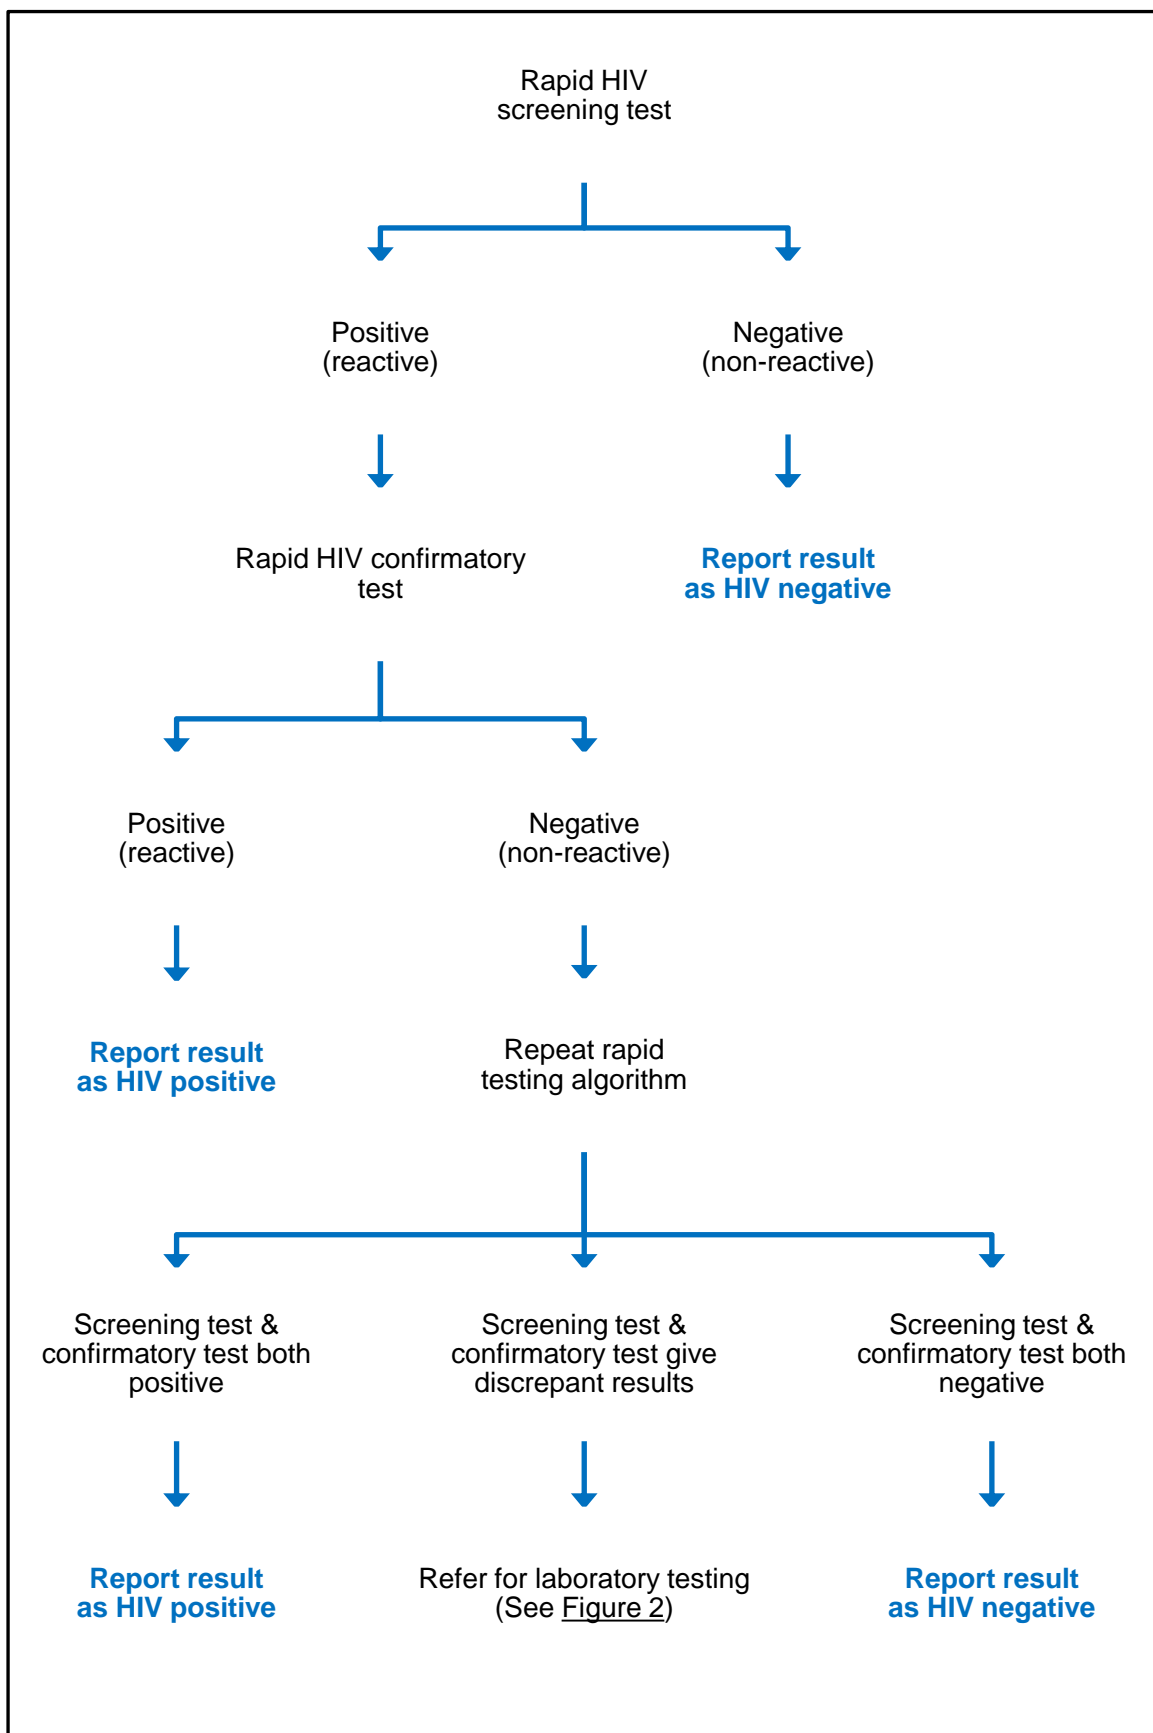 Rapid HIV
screening test
Positive
(reactive)
Negative
(non-reactive)
Rapid HIV confirmatory
test
Report result
as HIV negative
Positive
(reactive)
Negative
(non-reactive)
Report result
as HIV positive
Repeat rapid
testing algorithm
Screening test &
confirmatory test both
positive
Screening test &
confirmatory test give
discrepant results
Screening test &
confirmatory test both
negative
Report result
as HIV positive
Refer for laboratory testing
(See Figure 2)
Report result
as HIV negative